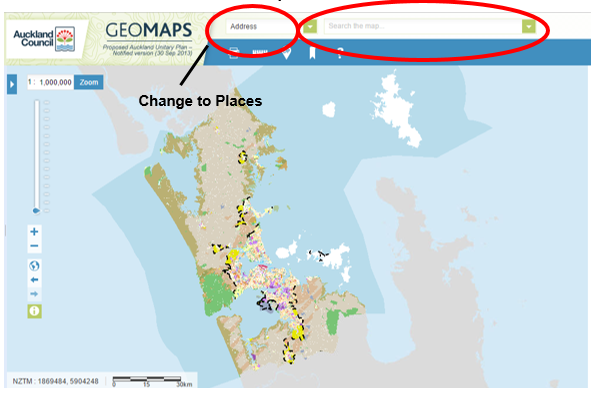 Auckland
Council
GEOMAPS
Proposed Auckland Unitary Plan –
Notified version (30 Sep 2013)
Address
Search the map...
Change to Places
1: 1,000,000 Zoom
NZTM : 1869484, 5904248
0 15 30km